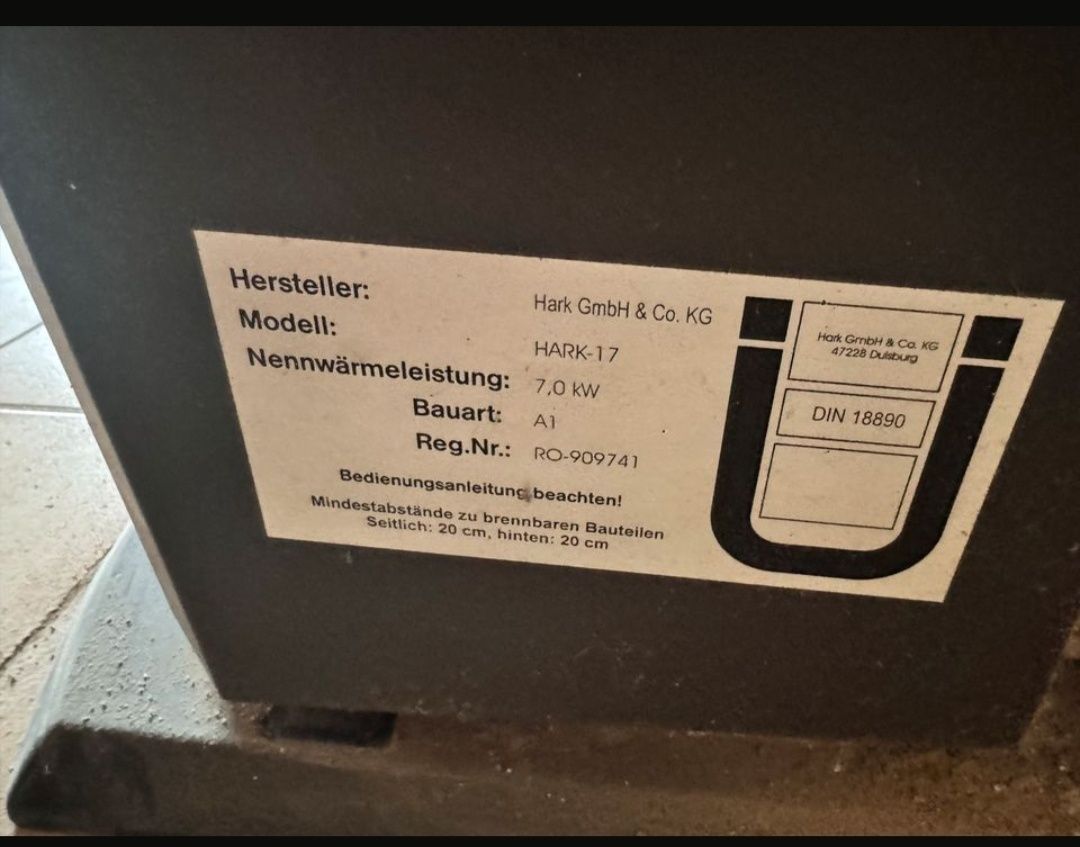 Hersteller: Hark GmbH & Co. KG
Modell: HARK-17
Nennwärmeleistung: 7,0 kW
Bauart: A1
Reg.Nr.: RO-909741
Bedienungsanleitung beachten!
Mindestabstände zu brennbaren Bauteilen
Seitlich: 20 cm, hinten: 20 cm
Hark GmbH & Co. KG
47228 Duisburg
DIN 18890